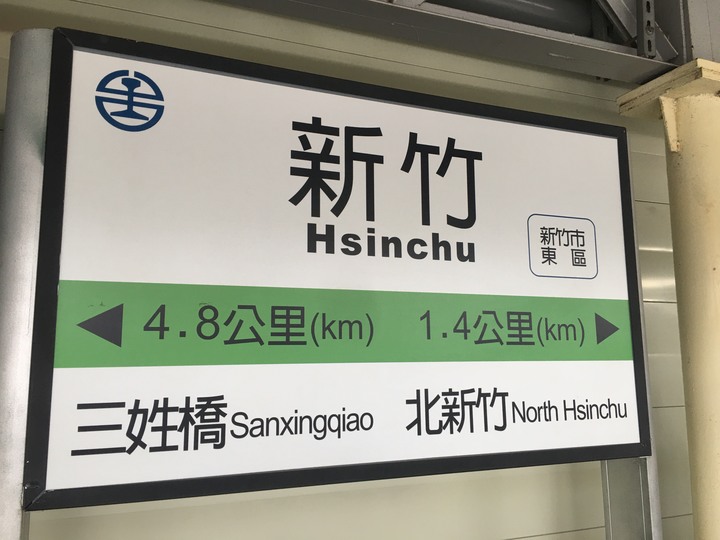 新竹
Hsinchu
新竹市
東區
4.8公里(km) 1.4公里(km)
三姓橋Sanxingqiao 北新竹North Hsinchu